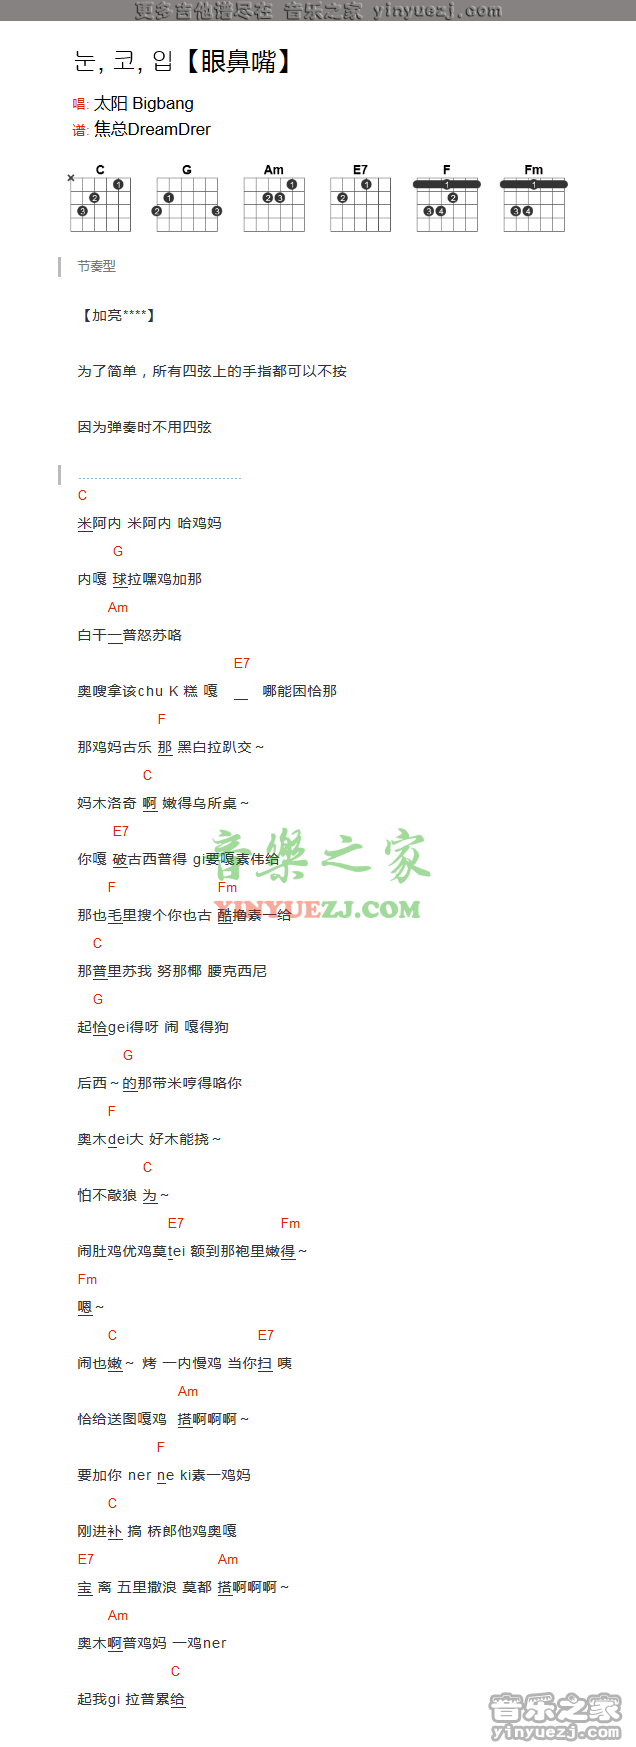 更多吉他谱尽在 音乐之家 yinyuezj.com
눈, 코, 입【眼鼻嘴】
唱: 太阳 Bigbang
谱: 焦总DreamDrer
C G Am E7 F Fm
节奏型
【加亮****】
为了简单，所有四弦上的手指都可以不按
因为弹奏时不用四弦
C
米阿内 米阿内 哈鸡妈
G
内嘎 球拉嘿鸡加那
Am
白干一普怒苏咯
E7
奥嗖拿该chu K 糕 嘎 __ 哪能困恰那
F
那鸡妈古乐 那 黑白拉趴交～
C
妈木洛奇 啊 嫩得乌所桌～
E7
你嘎 破古西普得 gi要嘎素伟给
F Fm
那也毛里搜个你也古 酷撸素一给
C
那普里苏我 努那椰 腰克西尼
G
起恰gei得呀 闹 嘎得狗
G
后西～的那带米哼得咯你
F
奥木dei大 好木能挠～
C
怕不敲狼 为～
E7 Fm
闹肚鸡优鸡莫tei 额到那袍里嫩得～
Fm
嗯～
C E7
闹也嫩～ 烤 一内慢鸡 当你扫 咦
Am
恰给送图嘎鸡 搭啊啊啊～
F
要加你 ner ne ki素一鸡妈
C
刚进补 搞 桥郎他鸡奥嘎
E7 Am
宝 离 五里撒浪 莫都 搭啊啊啊～
Am
奥木啊普鸡妈 一鸡ner
C
起我gi 拉普累给
音樂之家
YINYUEZJ.COM
音乐之家
yinyuezj.com